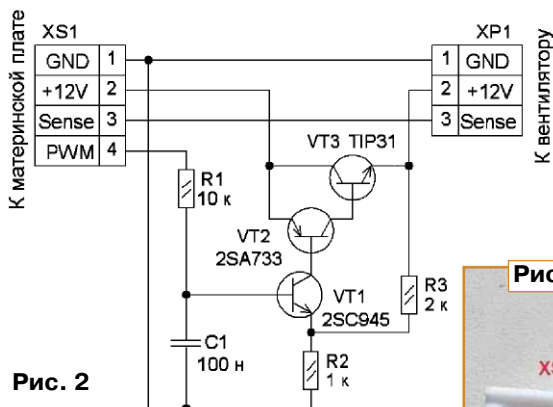 К материнской плате
XS1
GND 1
+12V 2
Sense 3
PWM 4
XP1
1 GND
2 +12V
3 Sense
К вентилятору
VT3 TIP31
R1
10 к
VT2
2SA733
VT1
2SC945
R3
2 к
C1
100 н
R2
1 к
Рис. 2
Рис
XS